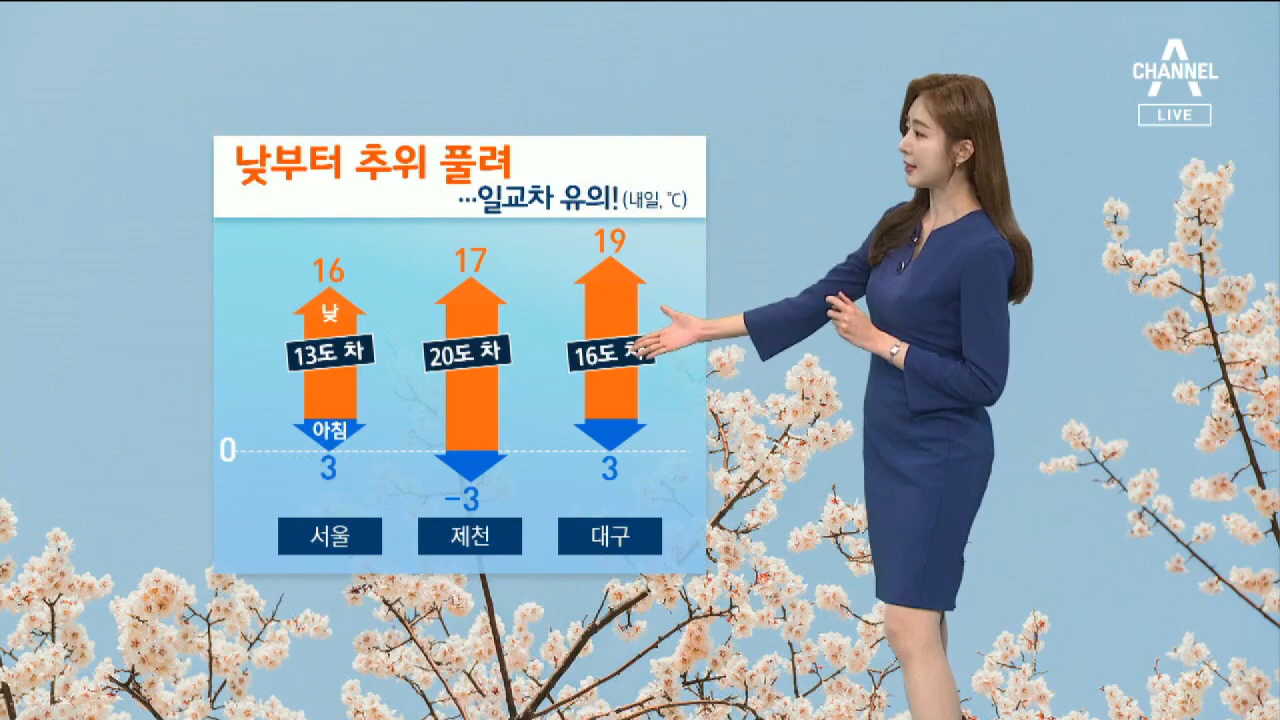 CHANNEL A
LIVE
낮부터 추위 풀려
…일교차 유의! (내일, ℃)
16 17 19
낮
13도 차 20도 차 16도
아침
0
3 -3 3
서울 제천 대구